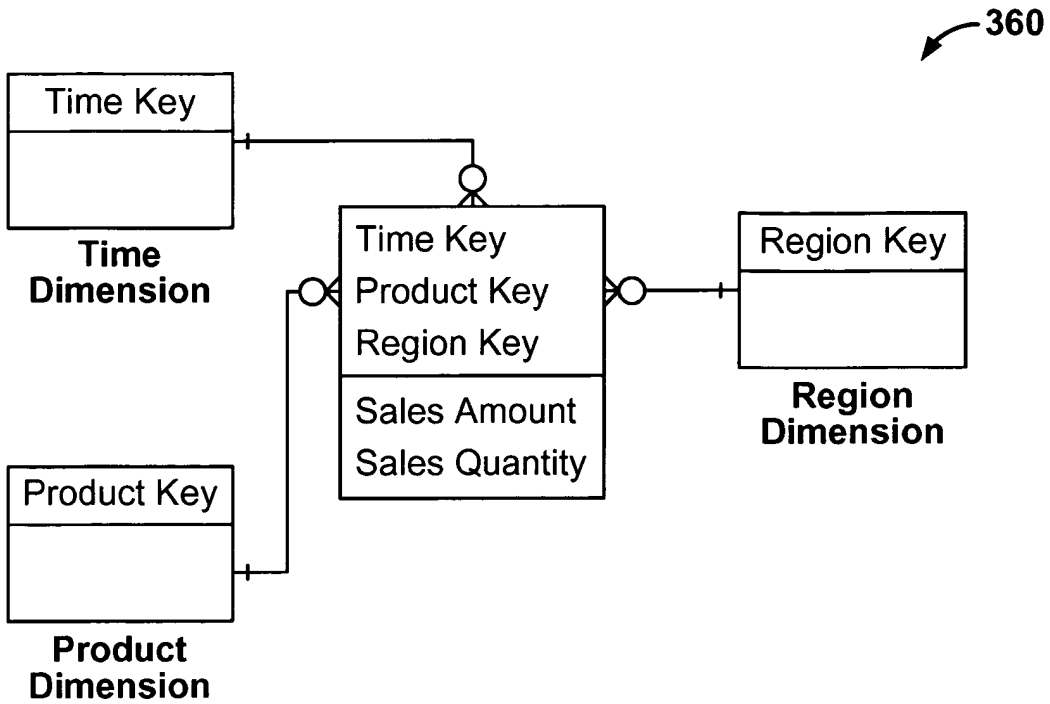 360
Time Key
Time
Dimension
Time Key
Product Key
Region Key
Sales Amount
Sales Quantity
Region Key
Region
Dimension
Product Key
Product
Dimension